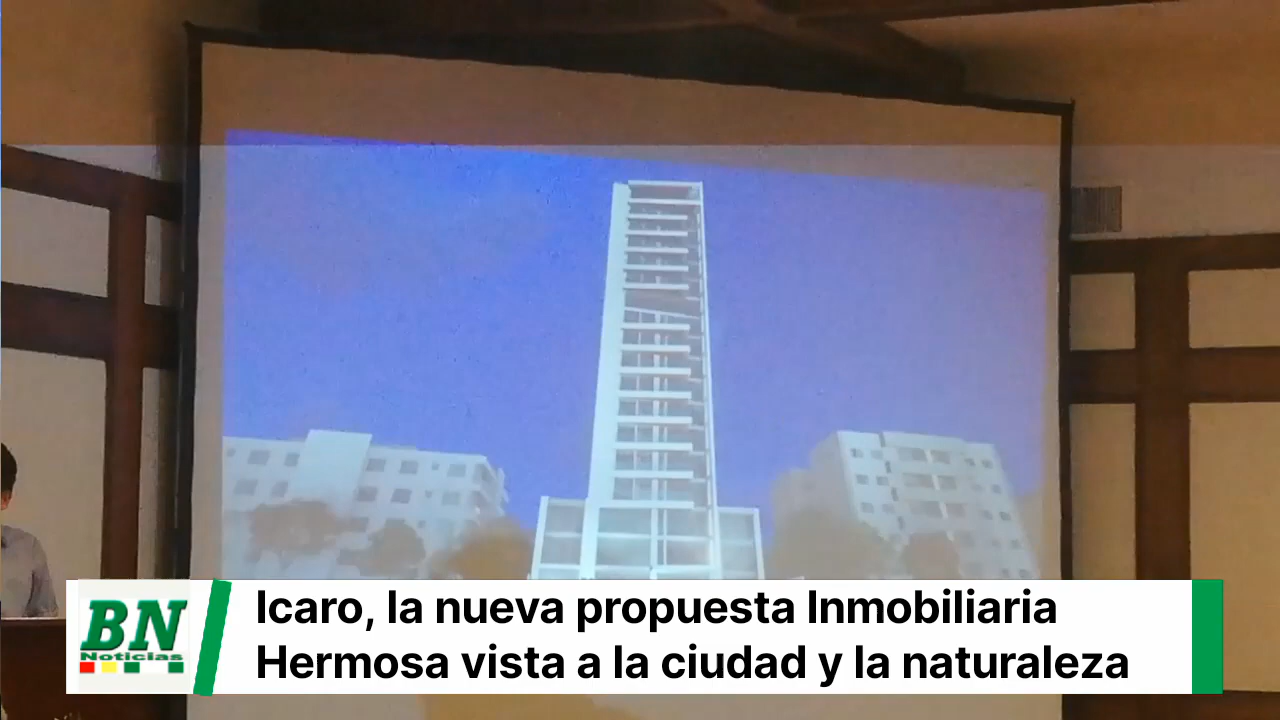 BN
Noticias
Icaro, la nueva propuesta Inmobiliaria
Hermosa vista a la ciudad y la naturaleza